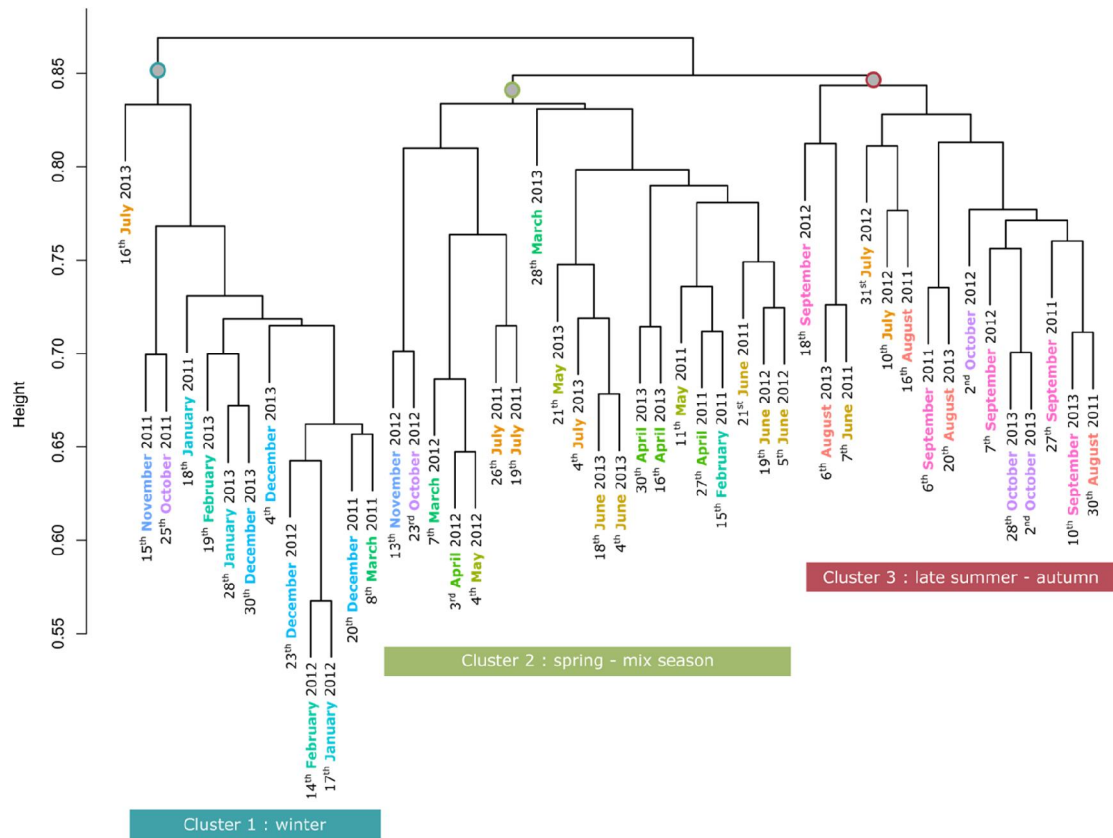 Height
0.85
0.80
0.75
0.70
0.65
0.60
0.55
16th July 2013
15th November 2011
25th October 2011
18th January 2011
19th February 2013
28th January 2013
30th December 2013
4th December 2013
23th December 2012
14th February 2012
17th January 2012
20th December 2011
8th March 2011
13th November 2012
23rd October 2012
7th March 2012
3rd April 2012
4th May 2012
26th July 2011
19th July 2011
28th March 2013
21th May 2013
4th July 2013
18th June 2013
4th June 2013
30th April 2013
16th April 2013
11th May 2011
27th April 2011
15th February 2011
21st June 2011
19th June 2012
5th June 2012
18th September 2012
6th August 2013
7th June 2011
31st July 2012
10th July 2012
16th August 2011
6th September 2011
20th August 2013
2nd October 2012
7th September 2012
28th October 2013
2nd October 2013
27th September 2011
10th September 2013
30th August 2011
Cluster 1 : winter
Cluster 2 : spring - mix season
Cluster 3 : late summer - autumn